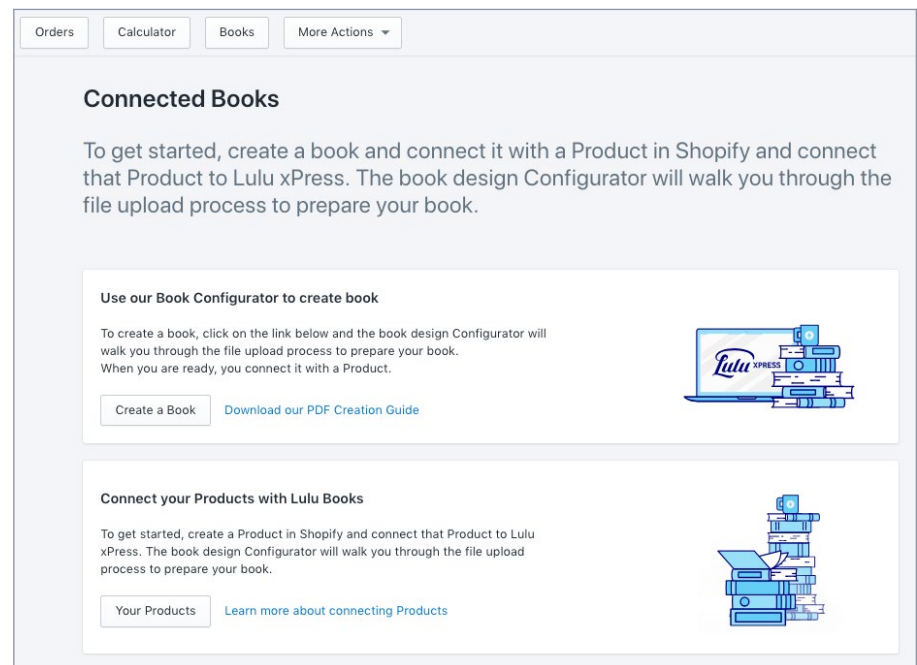 Orders Calculator Books More Actions
Connected Books
To get started, create a book and connect it with a Product in Shopify and connect
that Product to Lulu xPress. The book design Configurator will walk you through the
file upload process to prepare your book.
Use our Book Configurator to create book
To create a book, click on the link below and the book design Configurator will
walk you through the file upload process to prepare your book.
When you are ready, you connect it with a Product.
Create a Book Download our PDF Creation Guide
Lulu XPRESS
Connect your Products with Lulu Books
To get started, create a Product in Shopify and connect that Product to Lulu
xPress. The book design Configurator will walk you through the file upload
process to prepare your book.
Your Products Learn more about connecting Products